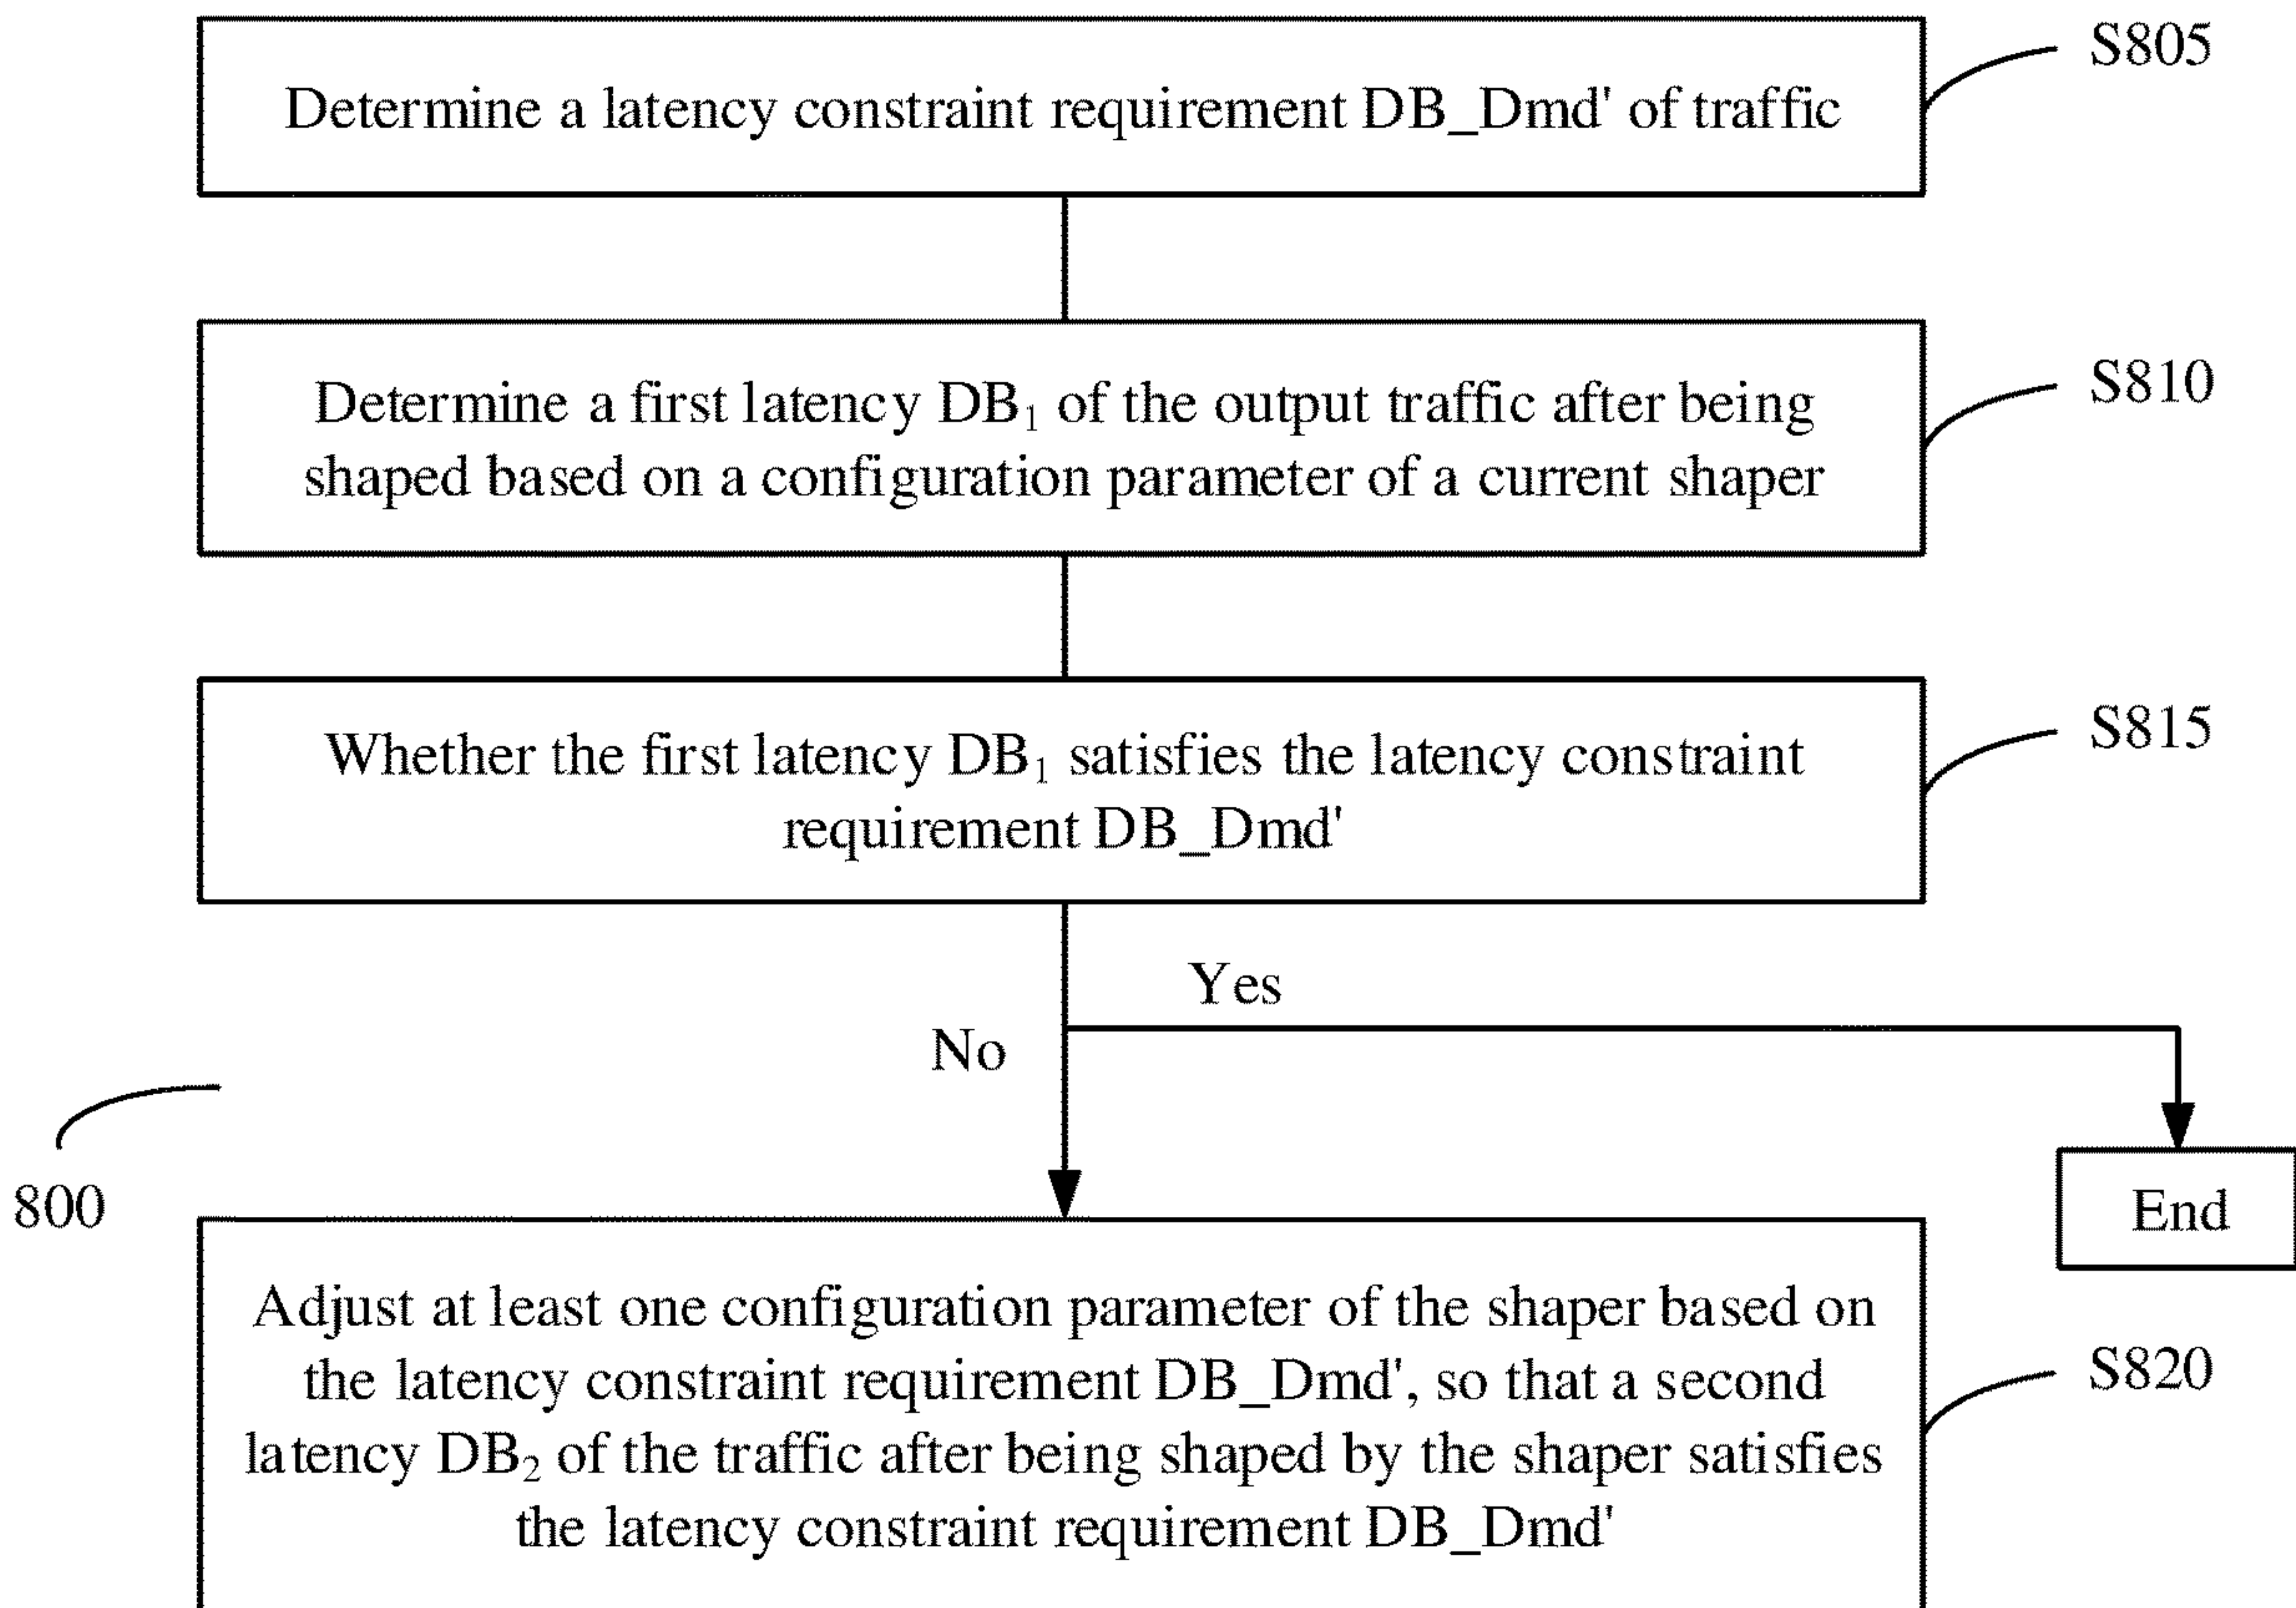 S805
Determine a latency constraint requirement DB_Dmd' of traffic
S810
Determine a first latency DB₁ of the output traffic after being
shaped based on a configuration parameter of a current shaper
S815
Whether the first latency DB₁ satisfies the latency constraint
requirement DB_Dmd'
Yes
No
800
End
Adjust at least one configuration parameter of the shaper based on
the latency constraint requirement DB_Dmd', so that a second
latency DB₂ of the traffic after being shaped by the shaper satisfies
the latency constraint requirement DB_Dmd'
S820